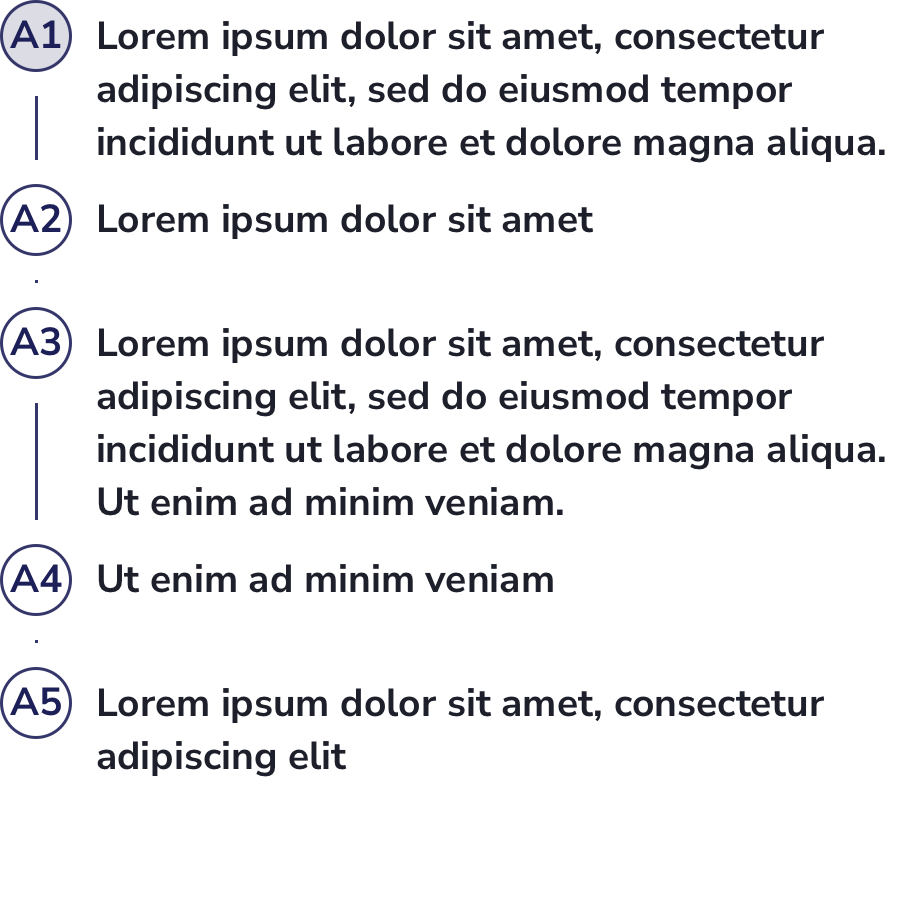 A1 Lorem ipsum dolor sit amet, consectetur
adipiscing elit, sed do eiusmod tempor
incididunt ut labore et dolore magna aliqua.
A2 Lorem ipsum dolor sit amet
A3 Lorem ipsum dolor sit amet, consectetur
adipiscing elit, sed do eiusmod tempor
incididunt ut labore et dolore magna aliqua.
Ut enim ad minim veniam.
A4 Ut enim ad minim veniam
A5 Lorem ipsum dolor sit amet, consectetur
adipiscing elit